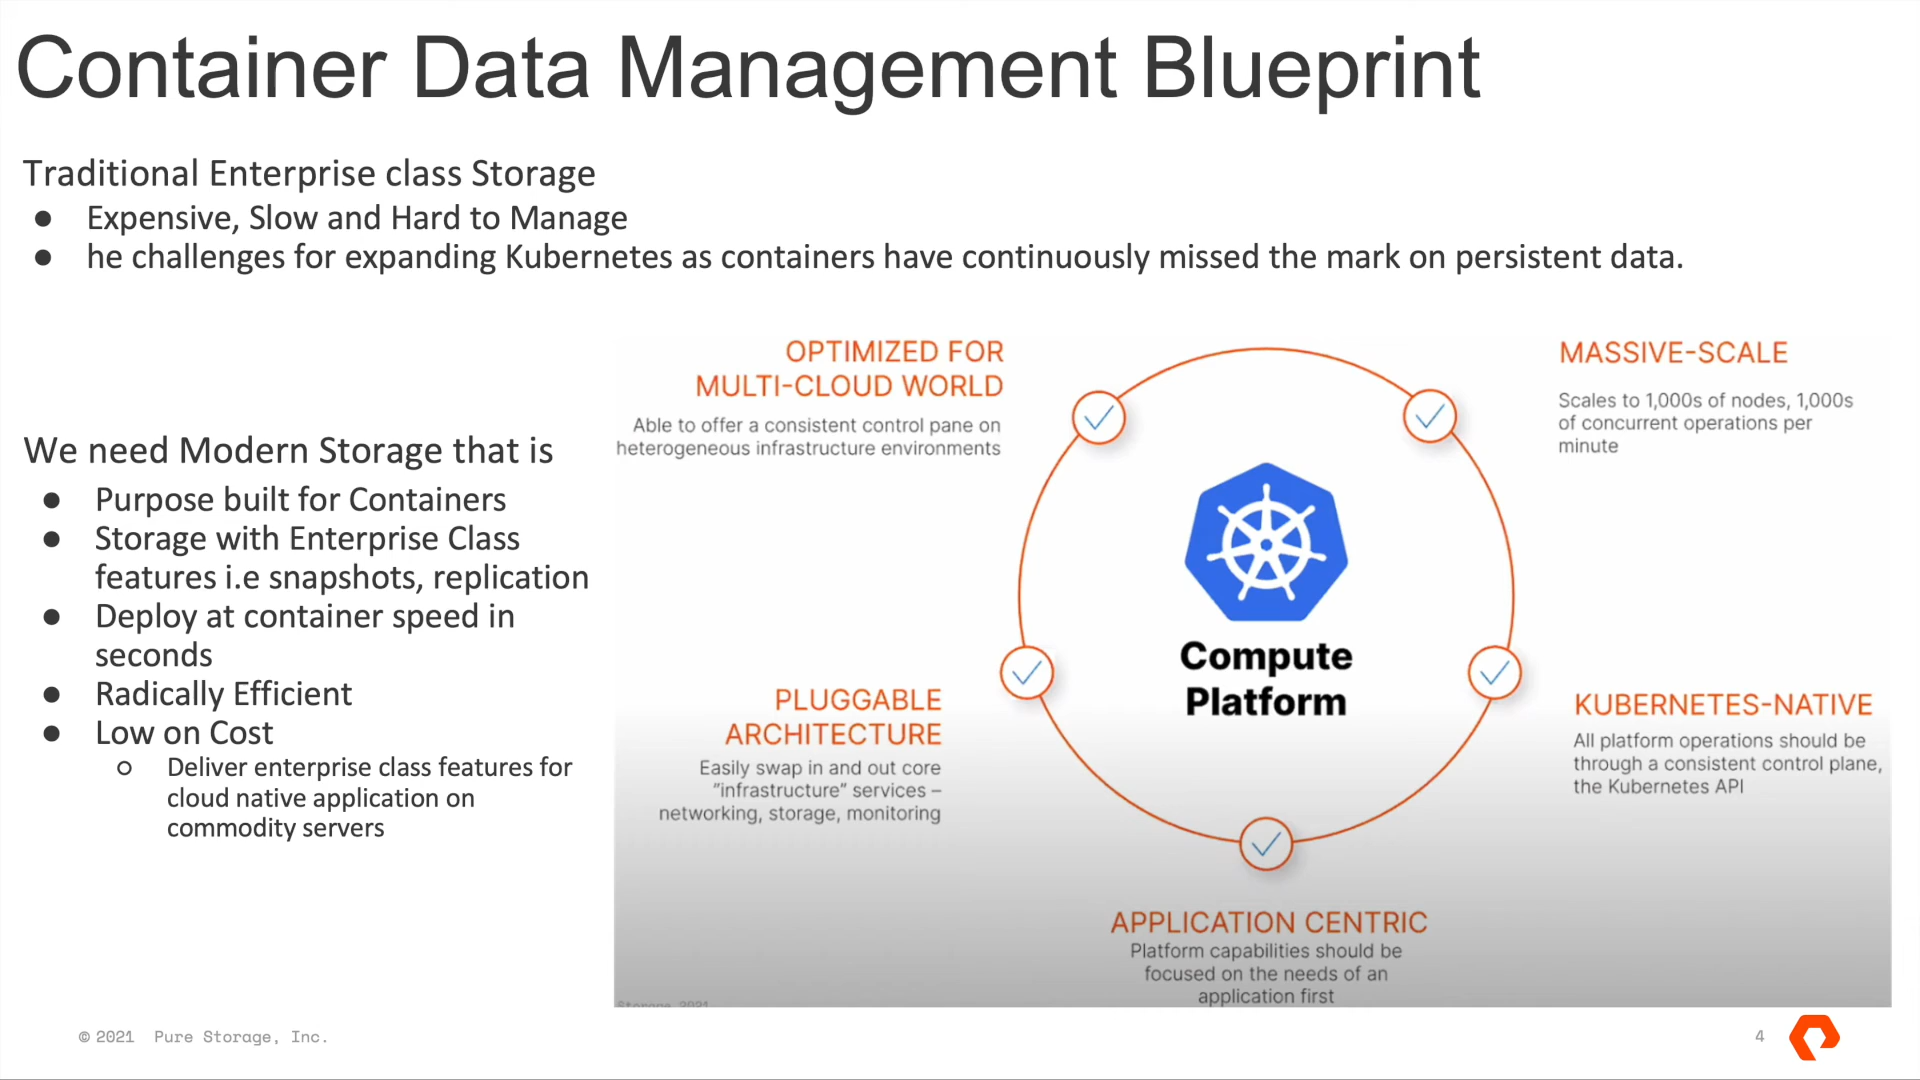 Container Data Management Blueprint
Traditional Enterprise class Storage
● Expensive, Slow and Hard to Manage
● he challenges for expanding Kubernetes as containers have continuously missed the mark on persistent data.
We need Modern Storage that is
● Purpose built for Containers
● Storage with Enterprise Class
features i.e snapshots, replication
● Deploy at container speed in
seconds
● Radically Efficient
● Low on Cost
○ Deliver enterprise class features for
cloud native application on
commodity servers
OPTIMIZED FOR
MULTI-CLOUD WORLD
Able to offer a consistent control pane on
heterogeneous infrastructure environments
MASSIVE-SCALE
Scales to 1,000s of nodes, 1,000s
of concurrent operations per
minute
Compute
Platform
PLUGGABLE
ARCHITECTURE
Easily swap in and out core
"infrastructure" services –
networking, storage, monitoring
KUBERNETES-NATIVE
All platform operations should be
through a consistent control plane,
the Kubernetes API
APPLICATION CENTRIC
Platform capabilities should be
focused on the needs of an
application first
Storage 2021
© 2021 Pure Storage, Inc.
4